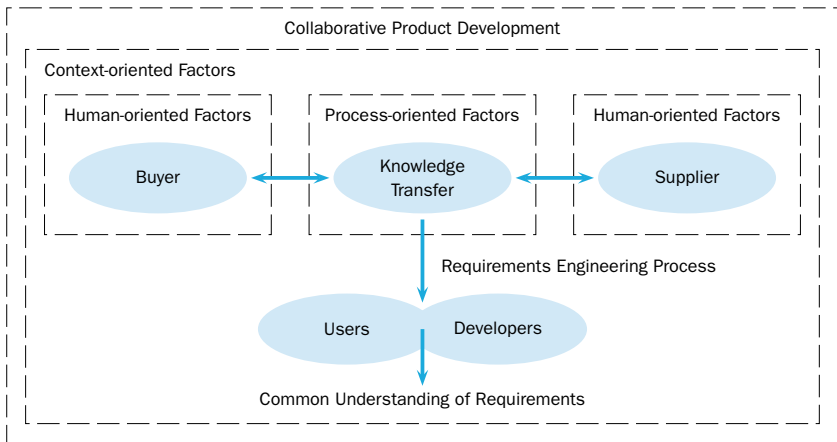 Collaborative Product Development
Context-oriented Factors
Human-oriented Factors
Process-oriented Factors
Human-oriented Factors
Buyer
Knowledge
Transfer
Supplier
Requirements Engineering Process
Users
Developers
Common Understanding of Requirements